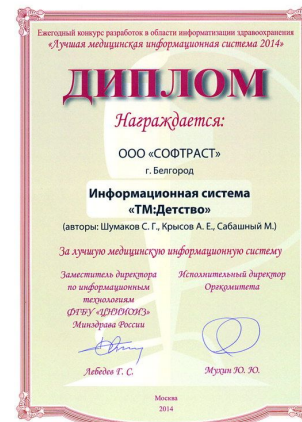 Ежегодный конкурс разработок в области информатизации здравоохранения
«Лучшая медицинская информационная система 2014»
ДИПЛОМ
Награждается:
ООО «СОФТРАСТ»
г. Белгород
Информационная система
«ТМ:Детство»
(авторы: Шумаков С. Г., Крысов А. Е., Сабашный М.)
За лучшую медицинскую информационную систему
Заместитель директора
по информационным
технологиям
ФГБУ «ЦНИИОИЗ»
Минздрава России
Лебедев Г. С.
Исполнительный директор
Оргкомитета
Мухин Ю. Ю.
Москва
2014